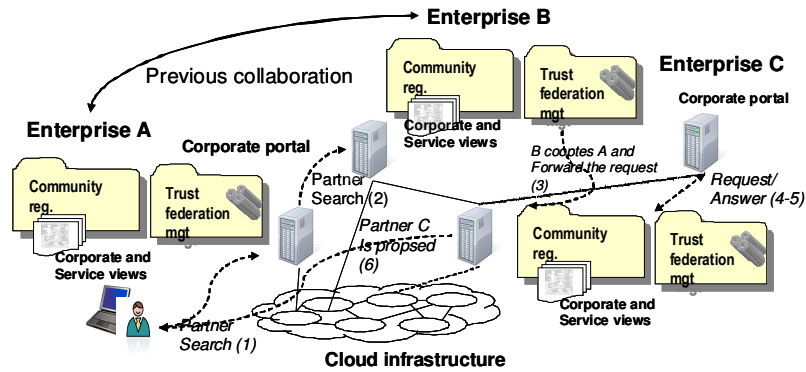 Enterprise B
Previous collaboration
Enterprise C
Community
reg.
Trust
federation
mgt
Corporate portal
Enterprise A
Corporate and
Service views
Corporate portal
B cooptes A and
Forward the request
(3)
Community
reg.
Trust
federation
mgt
Partner
Search (2)
Request/
Answer (4-5)
Partner C
Is propsed
(6)
Community
reg.
Trust
federation
mgt
Corporate and
Service views
Corporate and
Service views
Partner
Search (1)
Cloud infrastructure